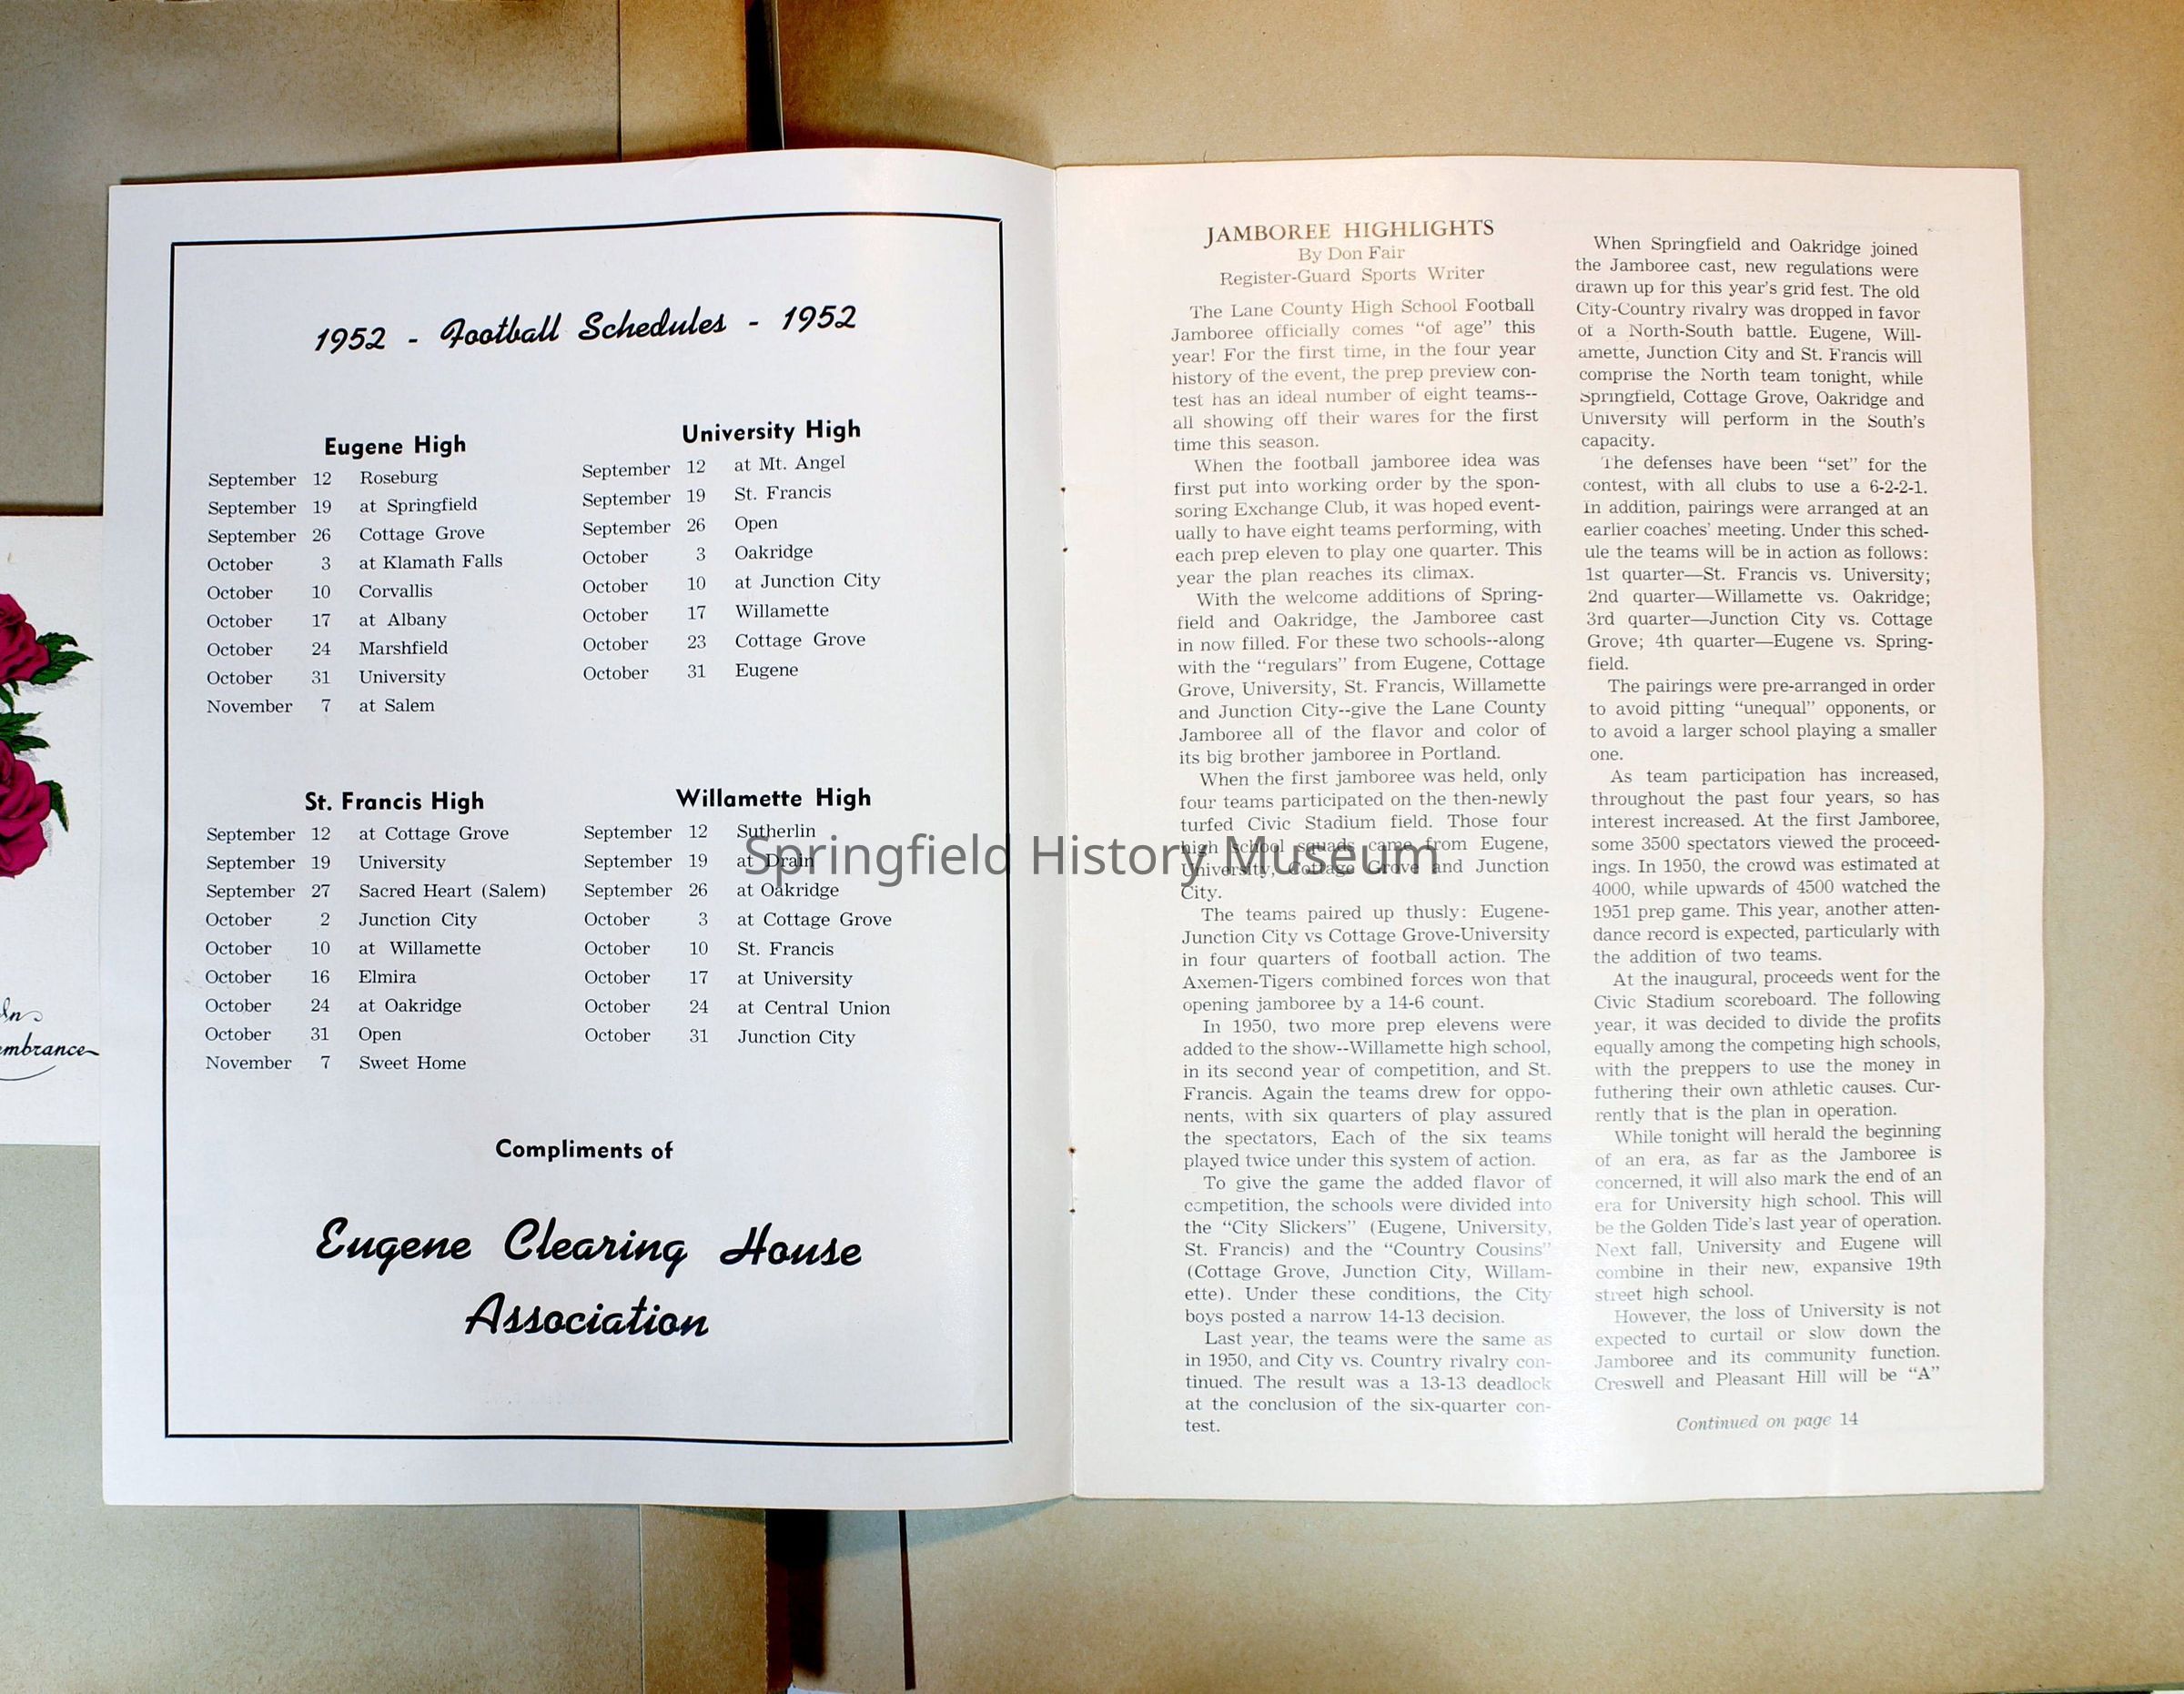 1952 - Football Schedules - 1952
Eugene High
September 12 Roseburg
September 19 at Springfield
September 26 Cottage Grove
October 3 at Klamath Falls
October 10 Corvallis
October 17 at Albany
October 24 Marshfield
October 31 University
November 7 at Salem
University High
September 12 at Mt. Angel
September 19 St. Francis
September 26 Open
October 3 Oakridge
October 10 at Junction City
October 17 Willamette
October 23 Cottage Grove
October 31 Eugene
St. Francis High
September 12 at Cottage Grove
September 19 University
September 27 Sacred Heart (Salem)
October 2 Junction City
October 10 at Willamette
October 16 Elmira
October 24 at Oakridge
October 31 Open
November 7 Sweet Home
Willamette High
September 12 Sutherlin
September 19 at Drain
September 26 at Oakridge
October 3 at Cottage Grove
October 10 St. Francis
October 17 at University
October 24 at Central Union
October 31 Junction City
Compliments of
Eugene Clearing House
Association
JAMBOREE HIGHLIGHTS
By Don Fair
Register-Guard Sports Writer
The Lane County High School Football
Jamboree officially comes "of age" this
year! For the first time, in the four year
history of the event, the prep preview con-
test has an ideal number of eight teams--
all showing off their wares for the first
time this season.
When the football jamboree idea was
first put into working order by the spon-
soring Exchange Club, it was hoped event-
ually to have eight teams performing, with
each prep eleven to play one quarter. This
year the plan reaches its climax.
With the welcome additions of Spring-
field and Oakridge, the Jamboree cast
in now filled. For these two schools--along
with the "regulars" from Eugene, Cottage
Grove, University, St. Francis, Willamette
and Junction City--give the Lane County
Jamboree all of the flavor and color of
its big brother jamboree in Portland.
When the first jamboree was held, only
four teams participated on the then-newly
turfed Civic Stadium field. Those four
high school squads came from Eugene,
University, Cottage Grove and Junction
City.
The teams paired up thusly: Eugene-
Junction City vs Cottage Grove-University
in four quarters of football action. The
Axemen-Tigers combined forces won that
opening jamboree by a 14-6 count.
In 1950, two more prep elevens were
added to the show--Willamette high school,
in its second year of competition, and St.
Francis. Again the teams drew for oppo-
nents, with six quarters of play assured
the spectators, Each of the six teams
played twice under this system of action.
To give the game the added flavor of
competition, the schools were divided into
the "City Slickers" (Eugene, University,
St. Francis) and the "Country Cousins"
(Cottage Grove, Junction City, Willam-
ette). Under these conditions, the City
boys posted a narrow 14-13 decision.
Last year, the teams were the same as
in 1950, and City vs. Country rivalry con-
tinued. The result was a 13-13 deadlock
at the conclusion of the six-quarter con-
test.
When Springfield and Oakridge joined
the Jamboree cast, new regulations were
drawn up for this year's grid fest. The old
City-Country rivalry was dropped in favor
of a North-South battle. Eugene, Will-
amette, Junction City and St. Francis will
comprise the North team tonight, while
Springfield, Cottage Grove, Oakridge and
University will perform in the South's
capacity.
The defenses have been "set" for the
contest, with all clubs to use a 6-2-2-1.
In addition, pairings were arranged at an
earlier coaches' meeting. Under this sched-
ule the teams will be in action as follows:
1st quarter—St. Francis vs. University;
2nd quarter—Willamette vs. Oakridge;
3rd quarter—Junction City vs. Cottage
Grove; 4th quarter—Eugene vs. Spring-
field.
The pairings were pre-arranged in order
to avoid pitting "unequal" opponents, or
to avoid a larger school playing a smaller
one.
As team participation has increased,
throughout the past four years, so has
interest increased. At the first Jamboree,
some 3500 spectators viewed the proceed-
ings. In 1950, the crowd was estimated at
4000, while upwards of 4500 watched the
1951 prep game. This year, another atten-
dance record is expected, particularly with
the addition of two teams.
At the inaugural, proceeds went for the
Civic Stadium scoreboard. The following
year, it was decided to divide the profits
equally among the competing high schools,
with the preppers to use the money in
futhering their own athletic causes. Cur-
rently that is the plan in operation.
While tonight will herald the beginning
of an era, as far as the Jamboree is
concerned, it will also mark the end of an
era for University high school. This will
be the Golden Tide's last year of operation.
Next fall, University and Eugene will
combine in their new, expansive 19th
street high school.
However, the loss of University is not
expected to curtail or slow down the
Jamboree and its community function.
Creswell and Pleasant Hill will be "A"
Continued on page 14
Springfield History Museum